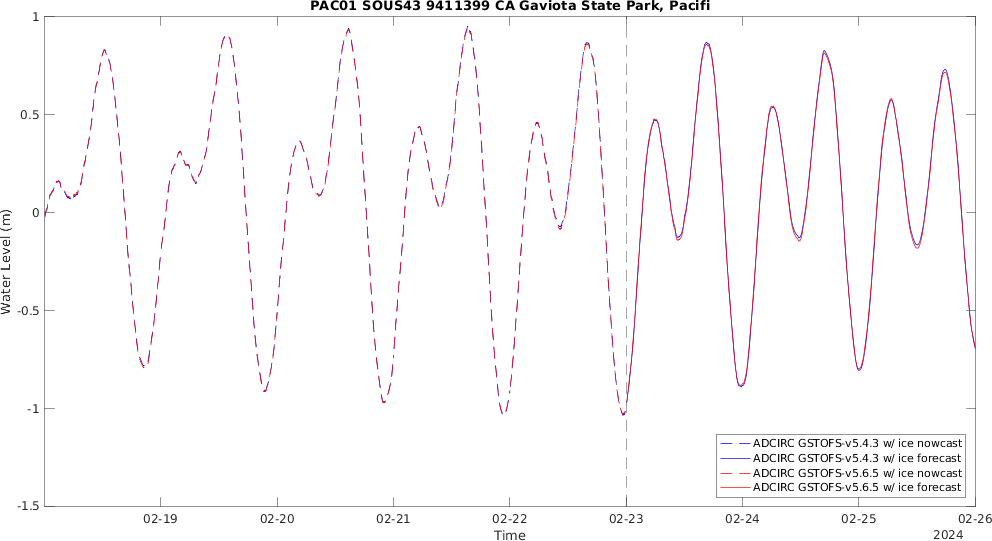 PAC01 SOUS43 9411399 CA Gaviota State Park, Pacifi
1
0.5
0
-0.5
-1
-1.5
Water Level (m)
02-19
02-20
02-21
02-22
02-23
02-24
02-25
02-26
Time
2024
ADCIRC GSTOFS-v5.4.3 w/ ice nowcast
ADCIRC GSTOFS-v5.4.3 w/ ice forecast
ADCIRC GSTOFS-v5.6.5 w/ ice nowcast
ADCIRC GSTOFS-v5.6.5 w/ ice forecast